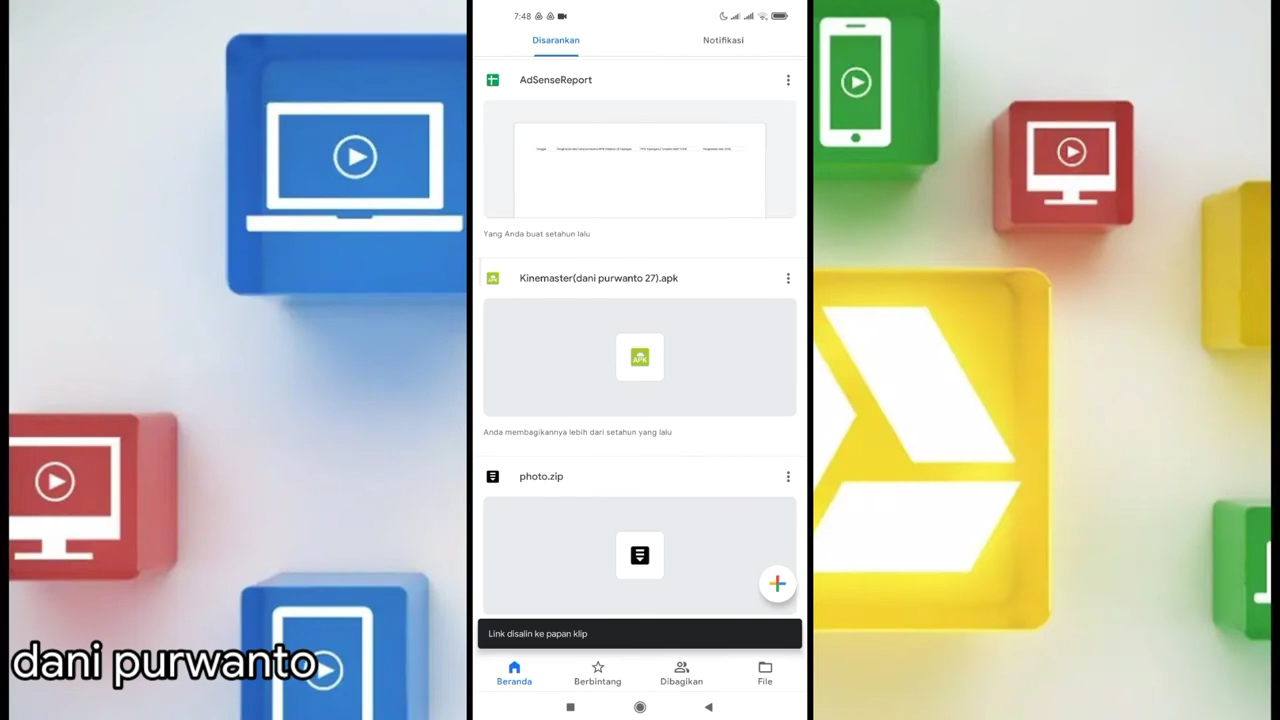 7:48
Disarankan
Notifikasi
AdSenseReport
Yang Anda buat setahun lalu
Kinemaster(dani purwanto 27).apk
APK
Anda membagikannya lebih dari setahun yang lalu
photo.zip
Link disalin ke papan klip
Beranda
Berbintang
Dibagikan
File
dani purwanto